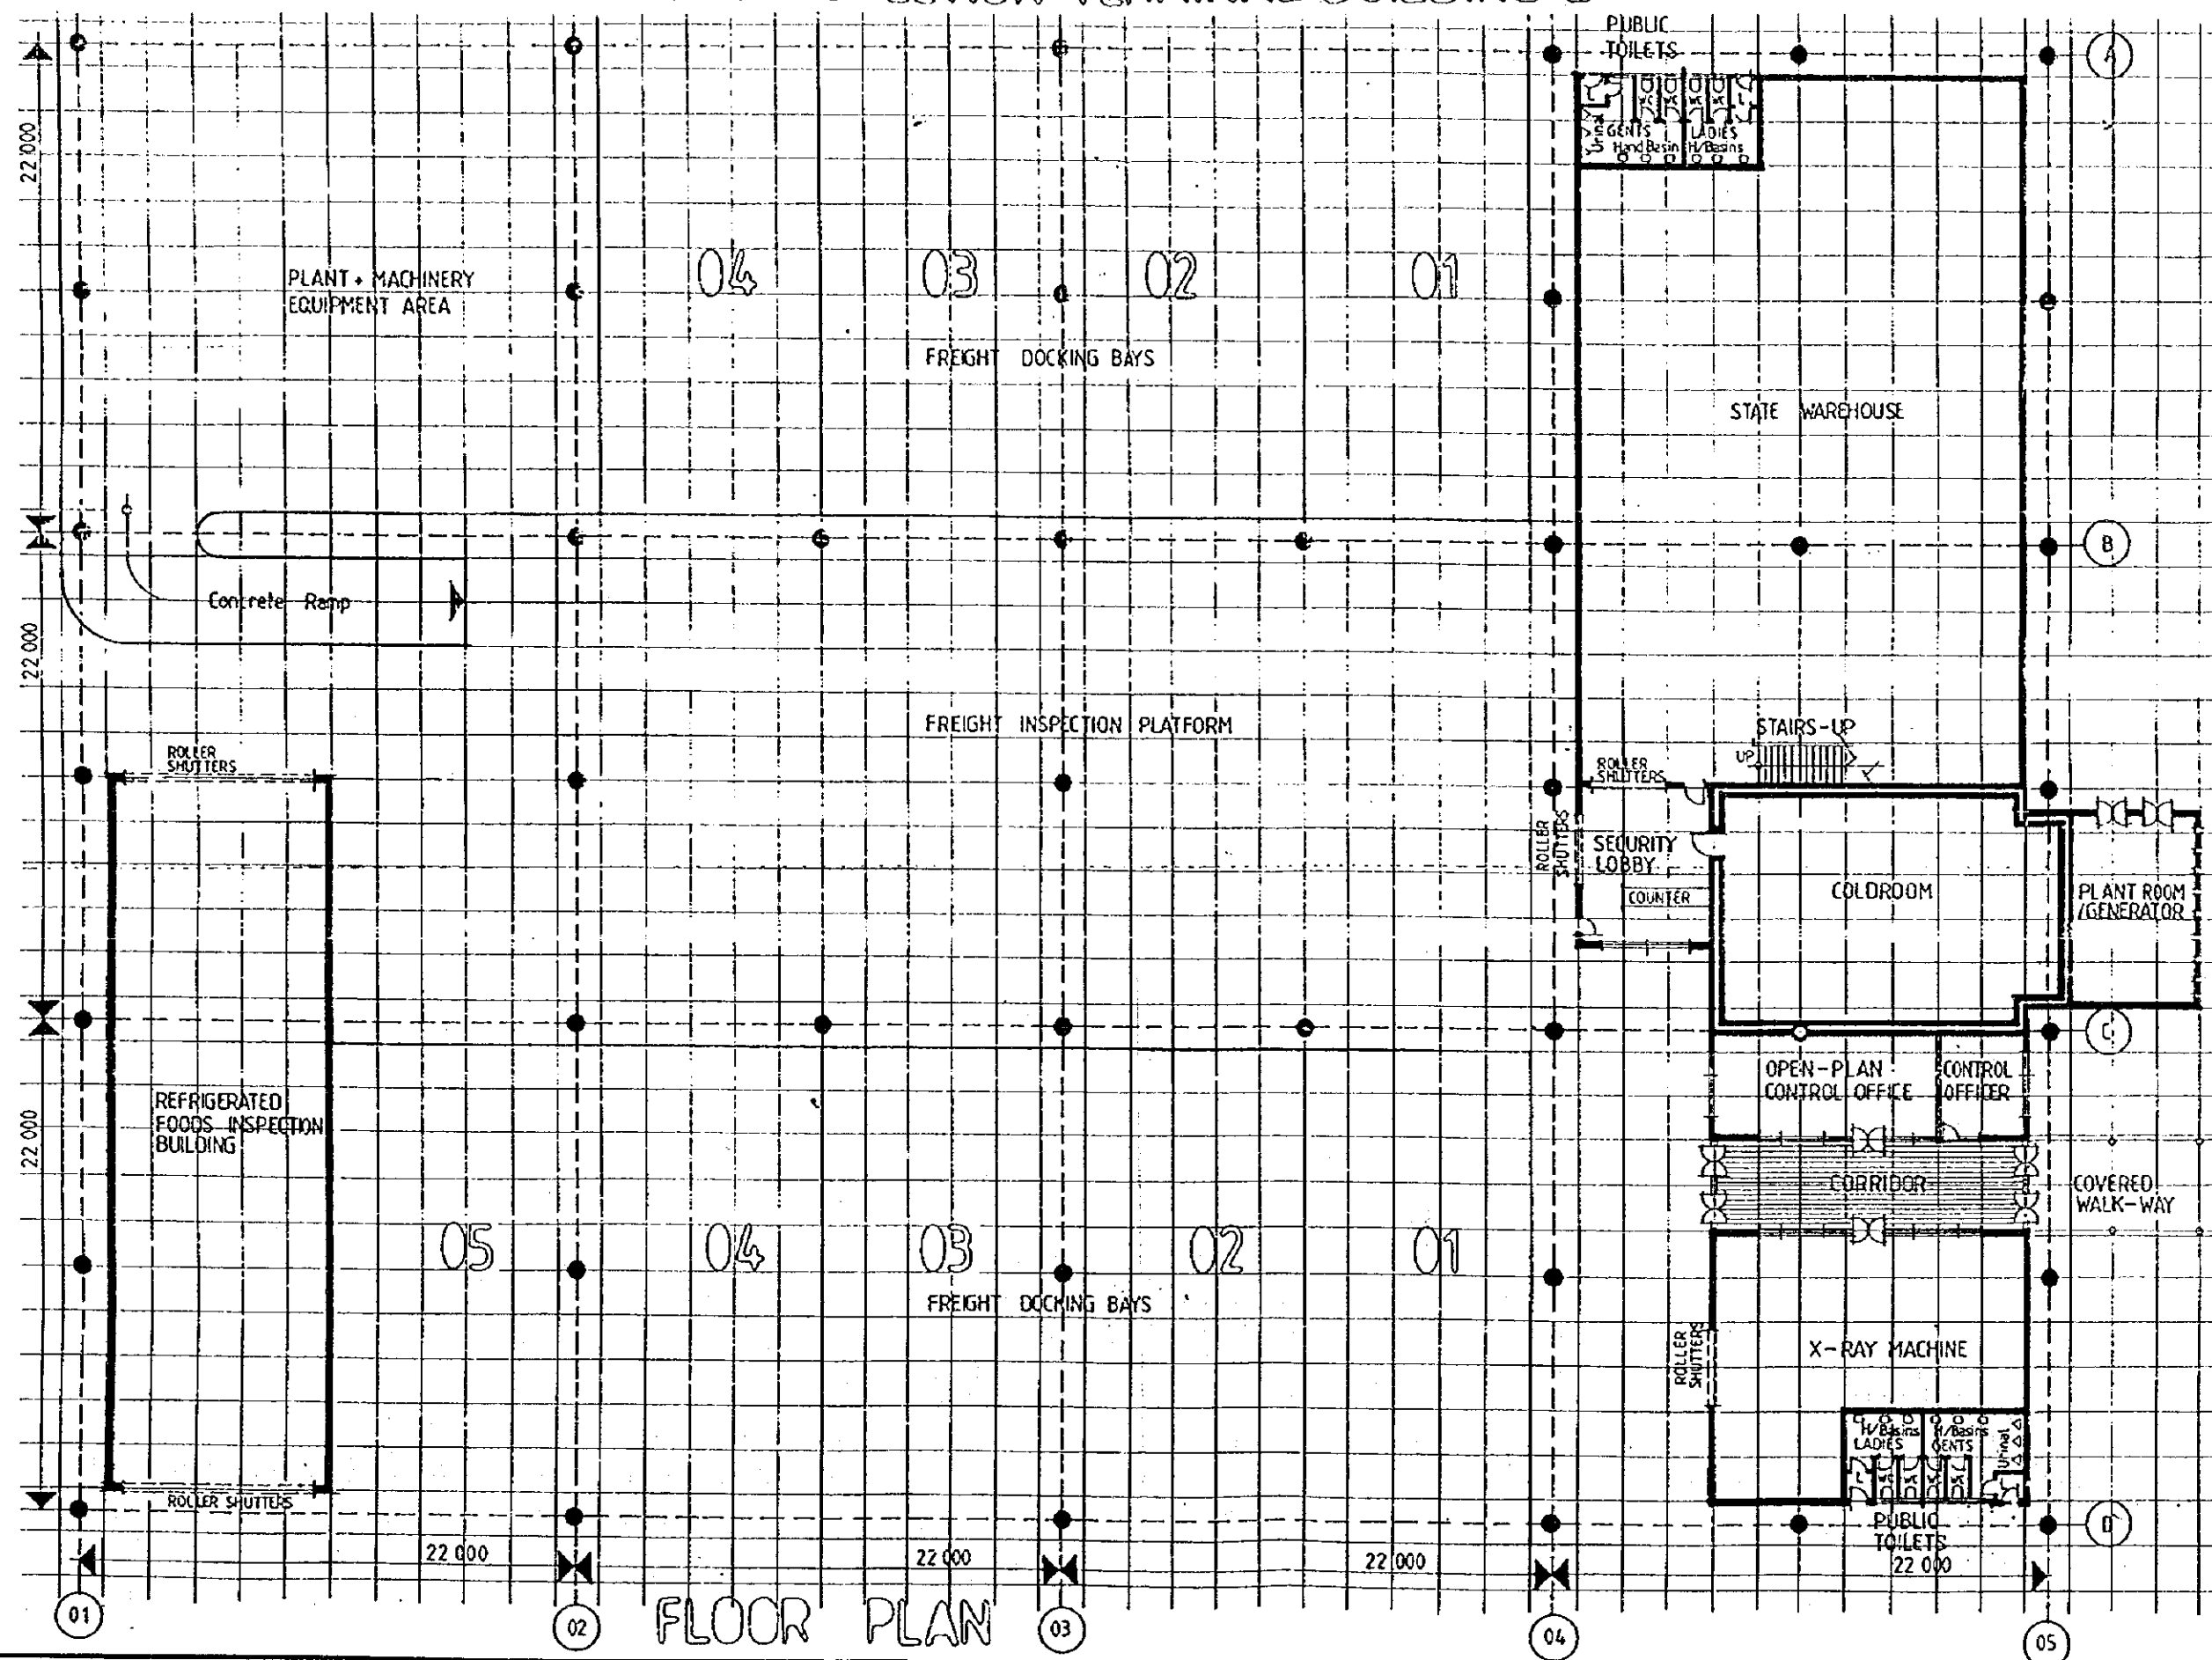 PUBLIC
TOILETS
A
Urinal
GENTS
LADIES
Hand Basin
H/Basins
22 000
PLANT + MACHINERY
EQUIPMENT AREA
04
03
02
01
FREIGHT DOCKING BAYS
STATE WAREHOUSE
B
Concrete Ramp
22 000
FREIGHT INSPECTION PLATFORM
STAIRS-UP
UP
ROLLER
SHUTTERS
ROLLER
SHUTTERS
ROLLER
SHUTTERS
SECURITY
LOBBY
COUNTER
COLDROOM
PLANT ROOM
/GENERATOR
C
OPEN-PLAN
CONTROL OFFICE
CONTROL
OFFICER
REFRIGERATED
FOODS INSPECTION
BUILDING
22 000
CORRIDOR
COVERED
WALK-WAY
05
04
03
02
01
FREIGHT DOCKING BAYS
ROLLER
SHUTTERS
X-RAY MACHINE
H/Basins
LADIES
H/Basins
GENTS
Urinal
ROLLER SHUTTERS
PUBLIC
TOILETS
D
22 000
22 000
22 000
22 000
01
02
FLOOR PLAN
03
04
05